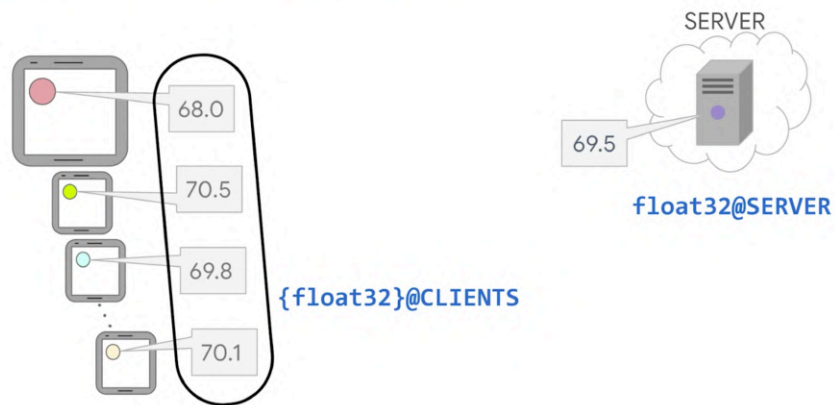 SERVER
68.0
69.5
70.5
float32@SERVER
69.8
{float32}@CLIENTS
70.1